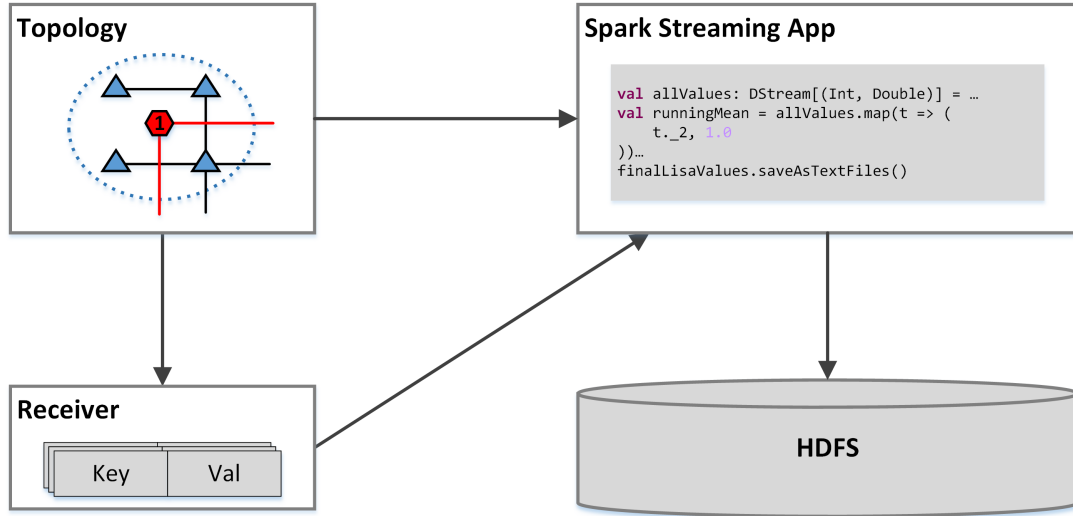 Topology
1
Spark Streaming App
val allValues: DStream[(Int, Double)] = …
val runningMean = allValues.map(t => (
    t._2, 1.0
))…
finalLisaValues.saveAsTextFiles()
Receiver
Key Val
HDFS